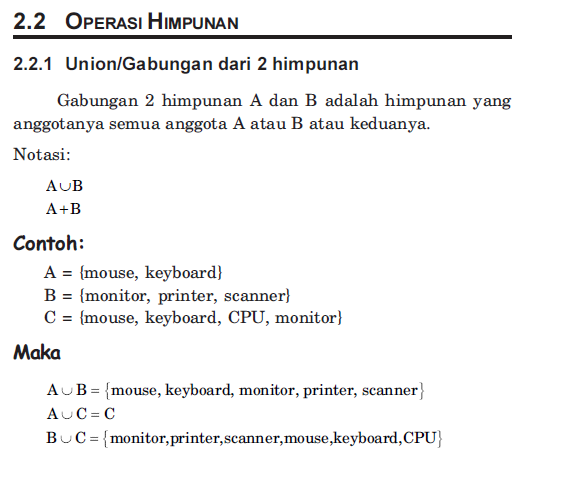 2.2 OPERASI HIMPUNAN
2.2.1 Union/Gabungan dari 2 himpunan
Gabungan 2 himpunan A dan B adalah himpunan yang
anggotanya semua anggota A atau B atau keduanya.
Notasi:
A∪B
A+B
Contoh:
A = {mouse, keyboard}
B = {monitor, printer, scanner}
C = {mouse, keyboard, CPU, monitor}
Maka
A ∪ B = {mouse, keyboard, monitor, printer, scanner}
A ∪ C = C
B ∪ C = {monitor,printer,scanner,mouse,keyboard,CPU}